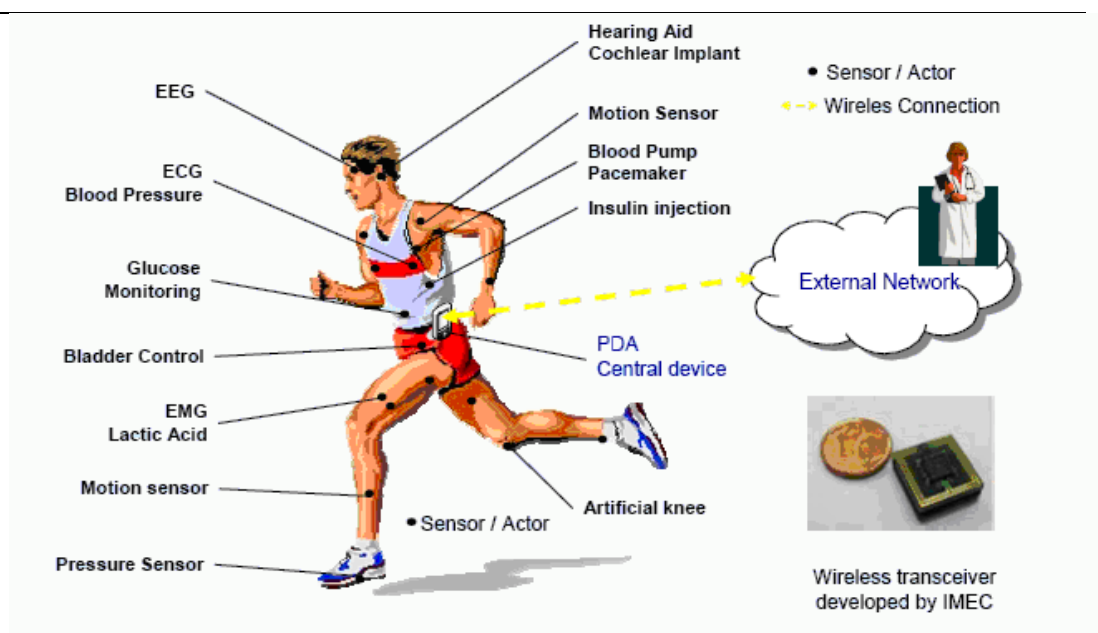 Hearing Aid
Cochlear Implant
Sensor / Actor
EEG
Wireles Connection
Motion Sensor
Blood Pump
Pacemaker
ECG
Blood Pressure
Insulin injection
Glucose
Monitoring
External Network
Bladder Control
PDA
Central device
EMG
Lactic Acid
Motion sensor
Artificial knee
Sensor / Actor
Pressure Sensor
Wireless transceiver
developed by IMEC